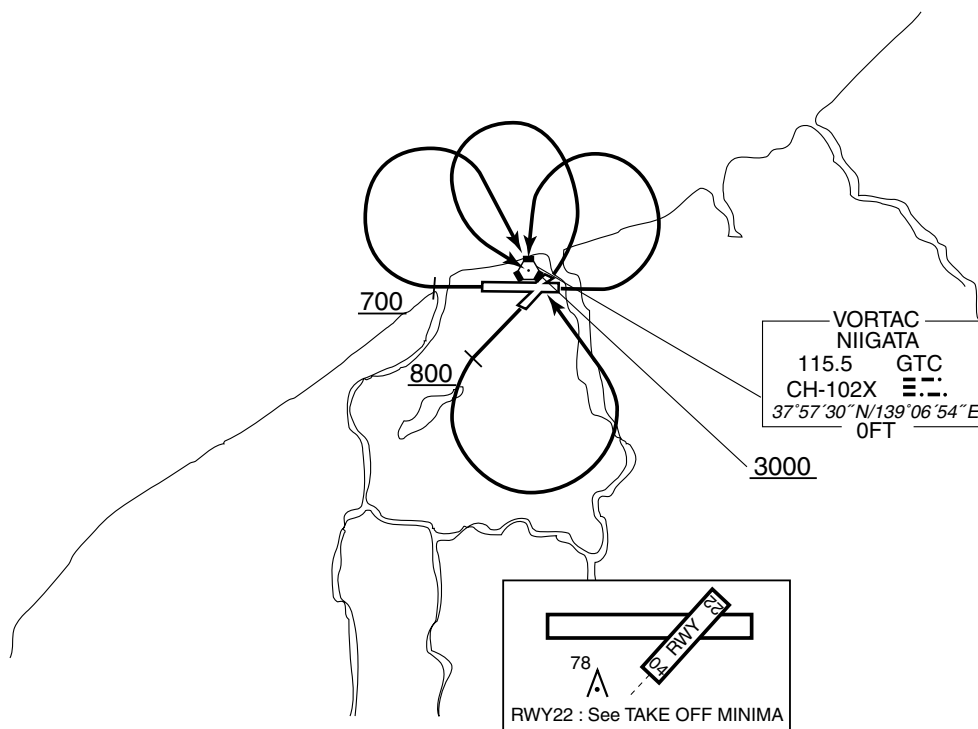 700
800
VORTAC
NIIGATA
115.5 GTC
CH-102X
37°57´30˝N/139°06´54˝E
0FT
3000
22
RWY
04
78
RWY22 : See TAKE OFF MINIMA